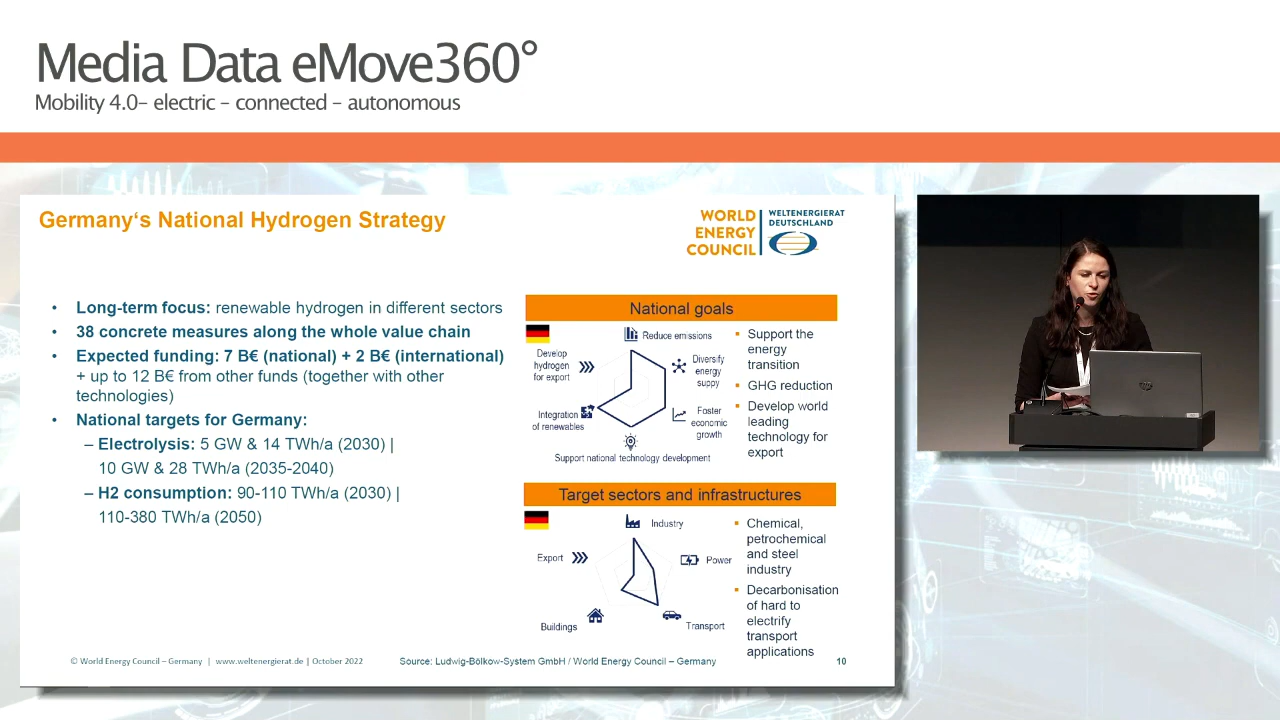 Media Data eMove360°
Mobility 4.0– electric – connected – autonomous
Germany‘s National Hydrogen Strategy
WORLD
ENERGY
COUNCIL
WELTENERGIERAT
DEUTSCHLAND
• Long-term focus: renewable hydrogen in different sectors
• 38 concrete measures along the whole value chain
• Expected funding: 7 B€ (national) + 2 B€ (international)
+ up to 12 B€ from other funds (together with other
technologies)
• National targets for Germany:
– Electrolysis: 5 GW & 14 TWh/a (2030) |
10 GW & 28 TWh/a (2035-2040)
– H2 consumption: 90-110 TWh/a (2030) |
110-380 TWh/a (2050)
National goals
Reduce emissions
Diversify
energy
suppy
Foster
economic
growth
Support national technology development
Integration
of renewables
Develop
hydrogen
for export
▪ Support the
energy
transition
▪ GHG reduction
▪ Develop world
leading
technology for
export
Target sectors and infrastructures
Industry
Power
Transport
Buildings
Export
▪ Chemical,
petrochemical
and steel
industry
▪ Decarbonisation
of hard to
electrify
transport
applications
© World Energy Council – Germany | www.weltenergierat.de | October 2022
Source: Ludwig-Bölkow-System GmbH / World Energy Council – Germany
10
hp